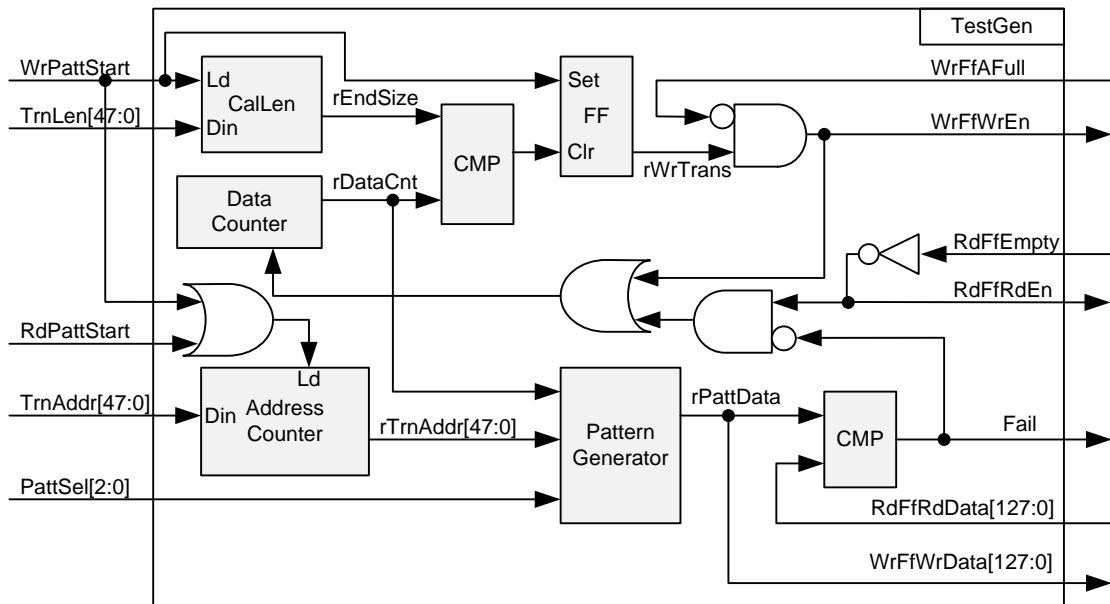 TestGen
WrPattStart
WrFfAFull
Ld
CalLen
Din
rEndSize
Set
FF
Clr
TrnLen[47:0]
CMP
WrFfWrEn
rWrTrans
rDataCnt
Data
Counter
RdFfEmpty
RdFfRdEn
RdPattStart
Ld
TrnAddr[47:0]
Din
Address
Counter
rTrnAddr[47:0]
Pattern
Generator
rPattData
CMP
Fail
PattSel[2:0]
RdFfRdData[127:0]
WrFfWrData[127:0]